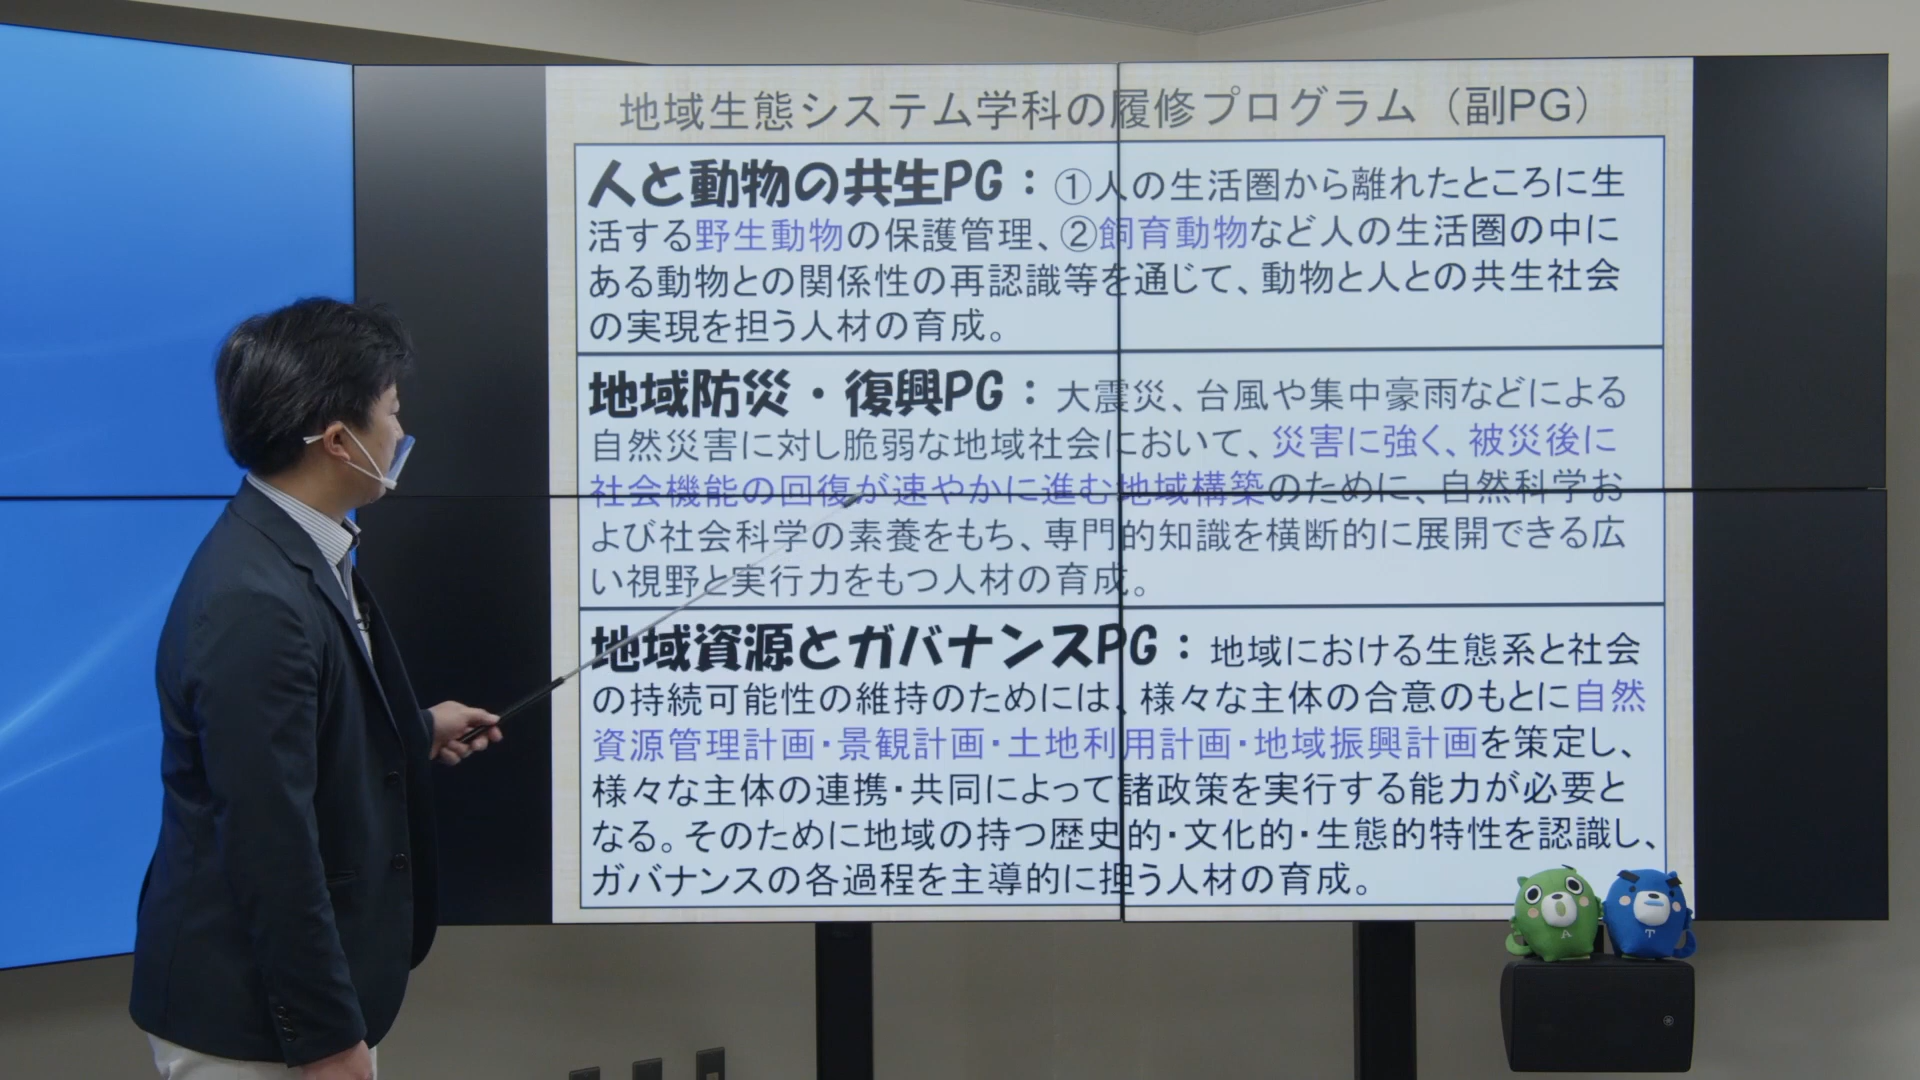 地域生態システム学科の履修プログラム（副PG）
人と動物の共生PG：①人の生活圏から離れたところに生
活する野生動物の保護管理、②飼育動物など人の生活圏の中に
ある動物との関係性の再認識等を通じて、動物と人との共生社会
の実現を担う人材の育成。
地域防災・復興PG：大震災、台風や集中豪雨などによる
自然災害に対し脆弱な地域社会において、災害に強く、被災後に
社会機能の回復が速やかに進む地域構築のために、自然科学お
よび社会科学の素養をもち、専門的知識を横断的に展開できる広
い視野と実行力をもつ人材の育成。
地域資源とガバナンスPG：地域における生態系と社会
の持続可能性の維持のためには、様々な主体の合意のもとに自然
資源管理計画・景観計画・土地利用計画・地域振興計画を策定し、
様々な主体の連携・共同によって諸政策を実行する能力が必要と
なる。そのために地域の持つ歴史的・文化的・生態的特性を認識し、
ガバナンスの各過程を主導的に担う人材の育成。
A
T